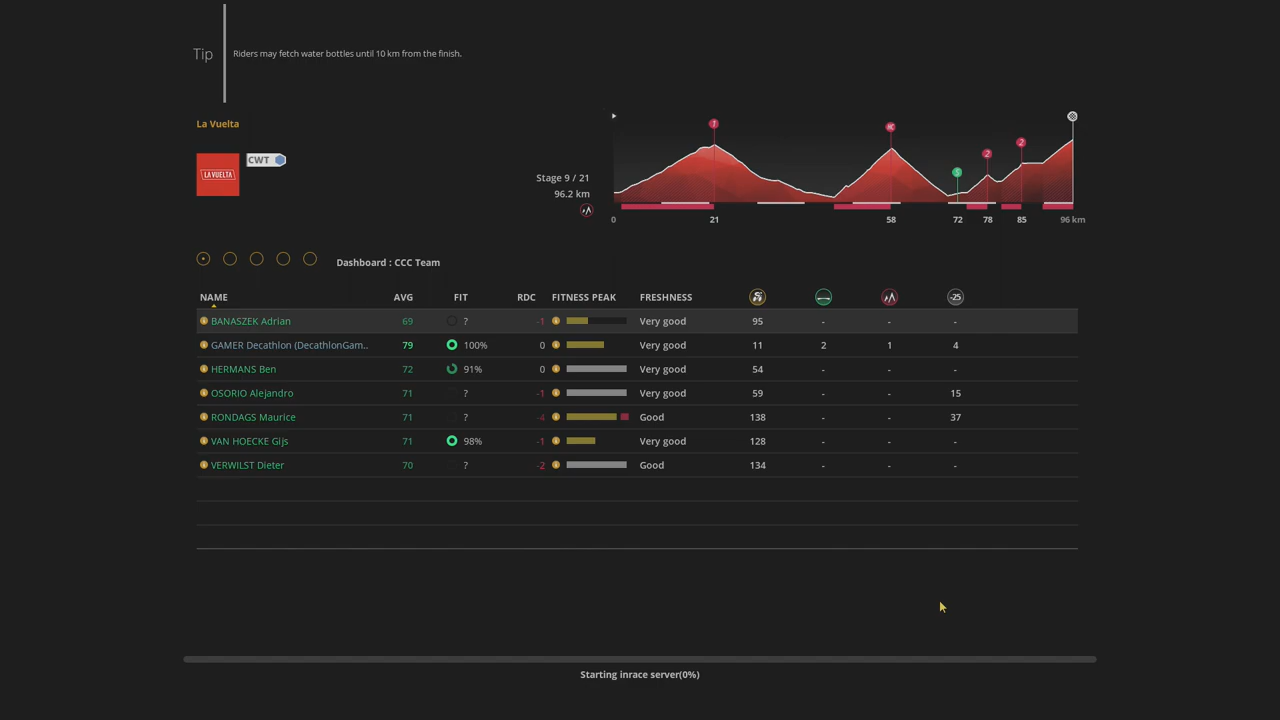 Tip
Riders may fetch water bottles until 10 km from the finish.
La Vuelta
LA VUELTA
CWT
Stage 9 / 21
96.2 km
1
HC
S
2
2
0 21 58 72 78 85 96 km
Dashboard : CCC Team
NAME AVG FIT RDC FITNESS PEAK FRESHNESS -25
BANASZEK Adrian 69 ? -1 Very good 95 - - -
GAMER Decathlon (DecathlonGam.. 79 100% 0 Very good 11 2 1 4
HERMANS Ben 72 91% 0 Very good 54 - - -
OSORIO Alejandro 71 ? -1 Very good 59 - - 15
RONDAGS Maurice 71 ? -4 Good 138 - - 37
VAN HOECKE Gijs 71 98% -1 Very good 128 - - -
VERWILST Dieter 70 ? -2 Good 134 - - -
Starting inrace server(0%)